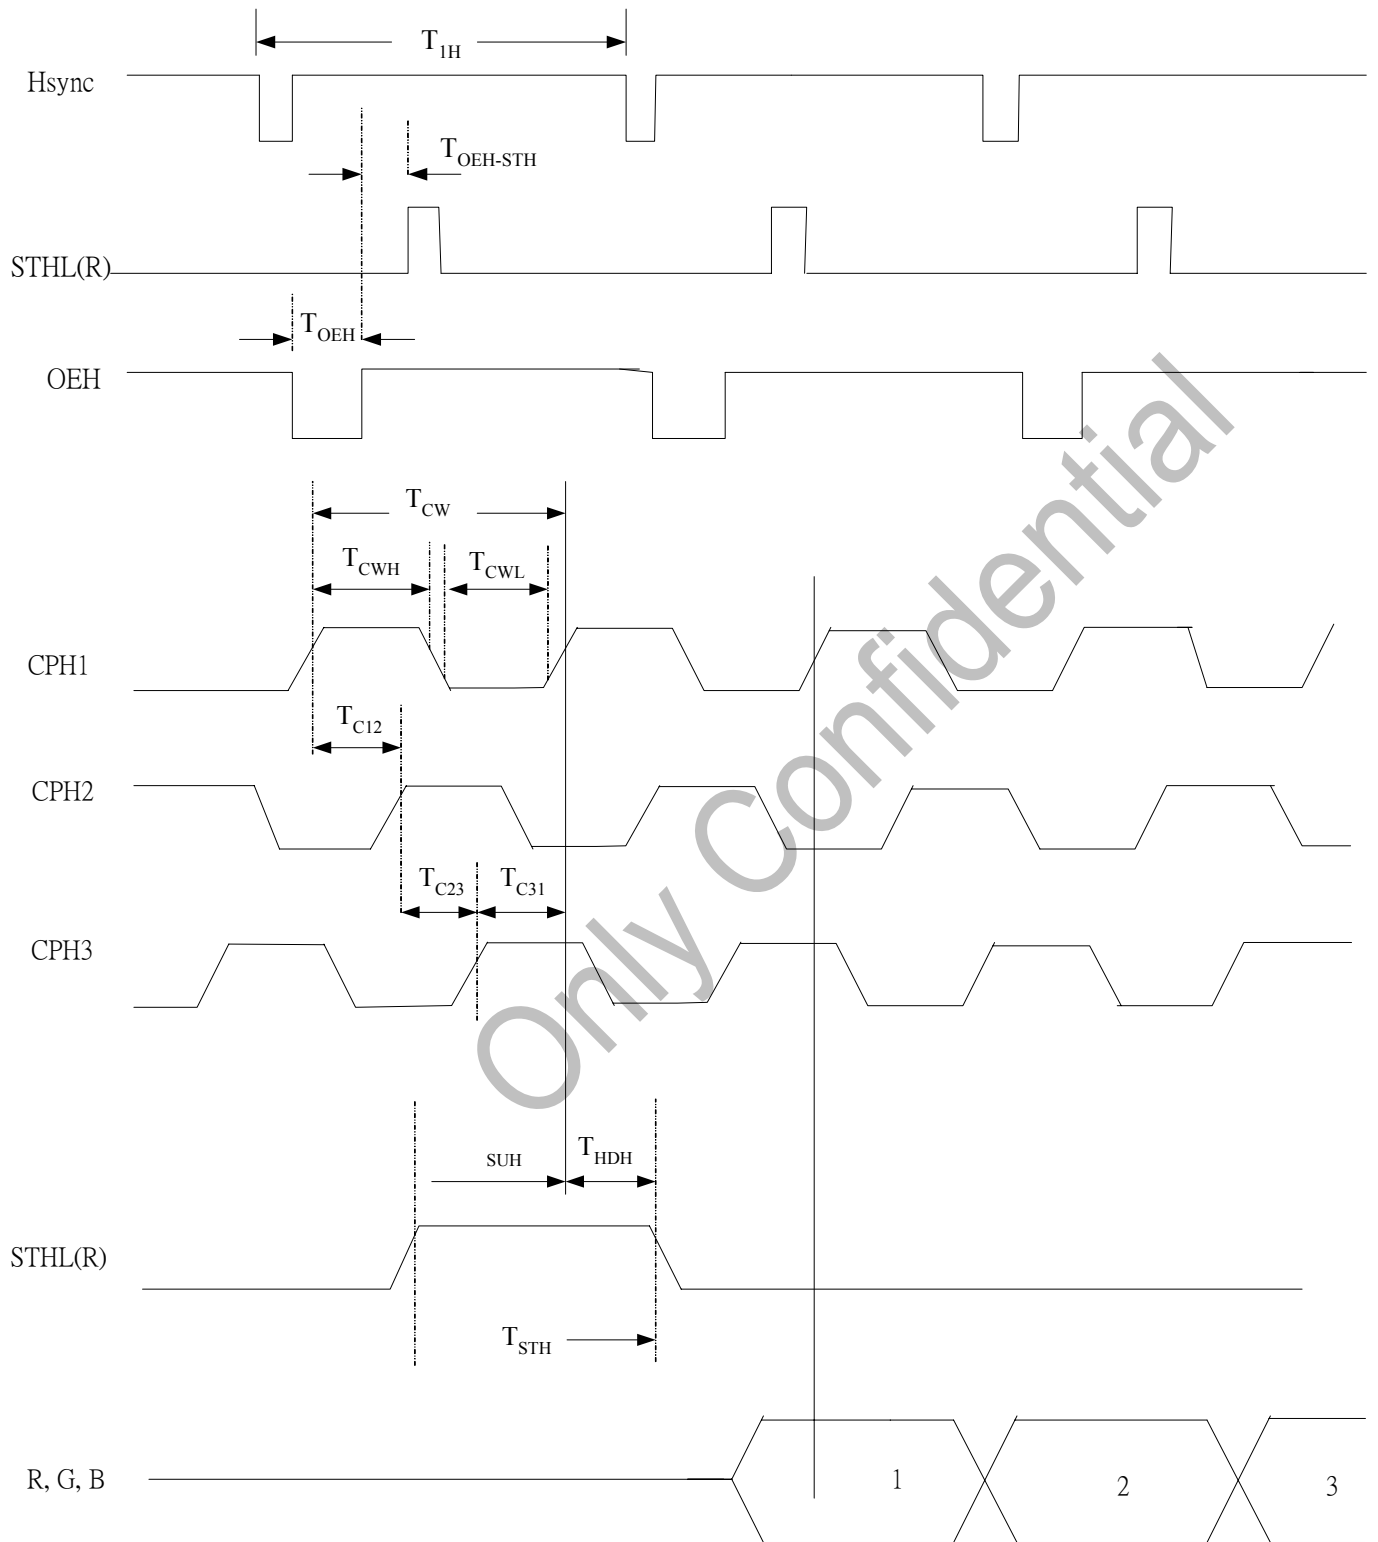 T1H
Hsync
TOEH-STH
STHL(R)
TOEH
OEH
TCW
TCWH TCWL
CPH1
TC12
CPH2
TC23 TC31
CPH3
SUH THDH
STHL(R)
TSTH
R, G, B 1 2 3
Only Confidential